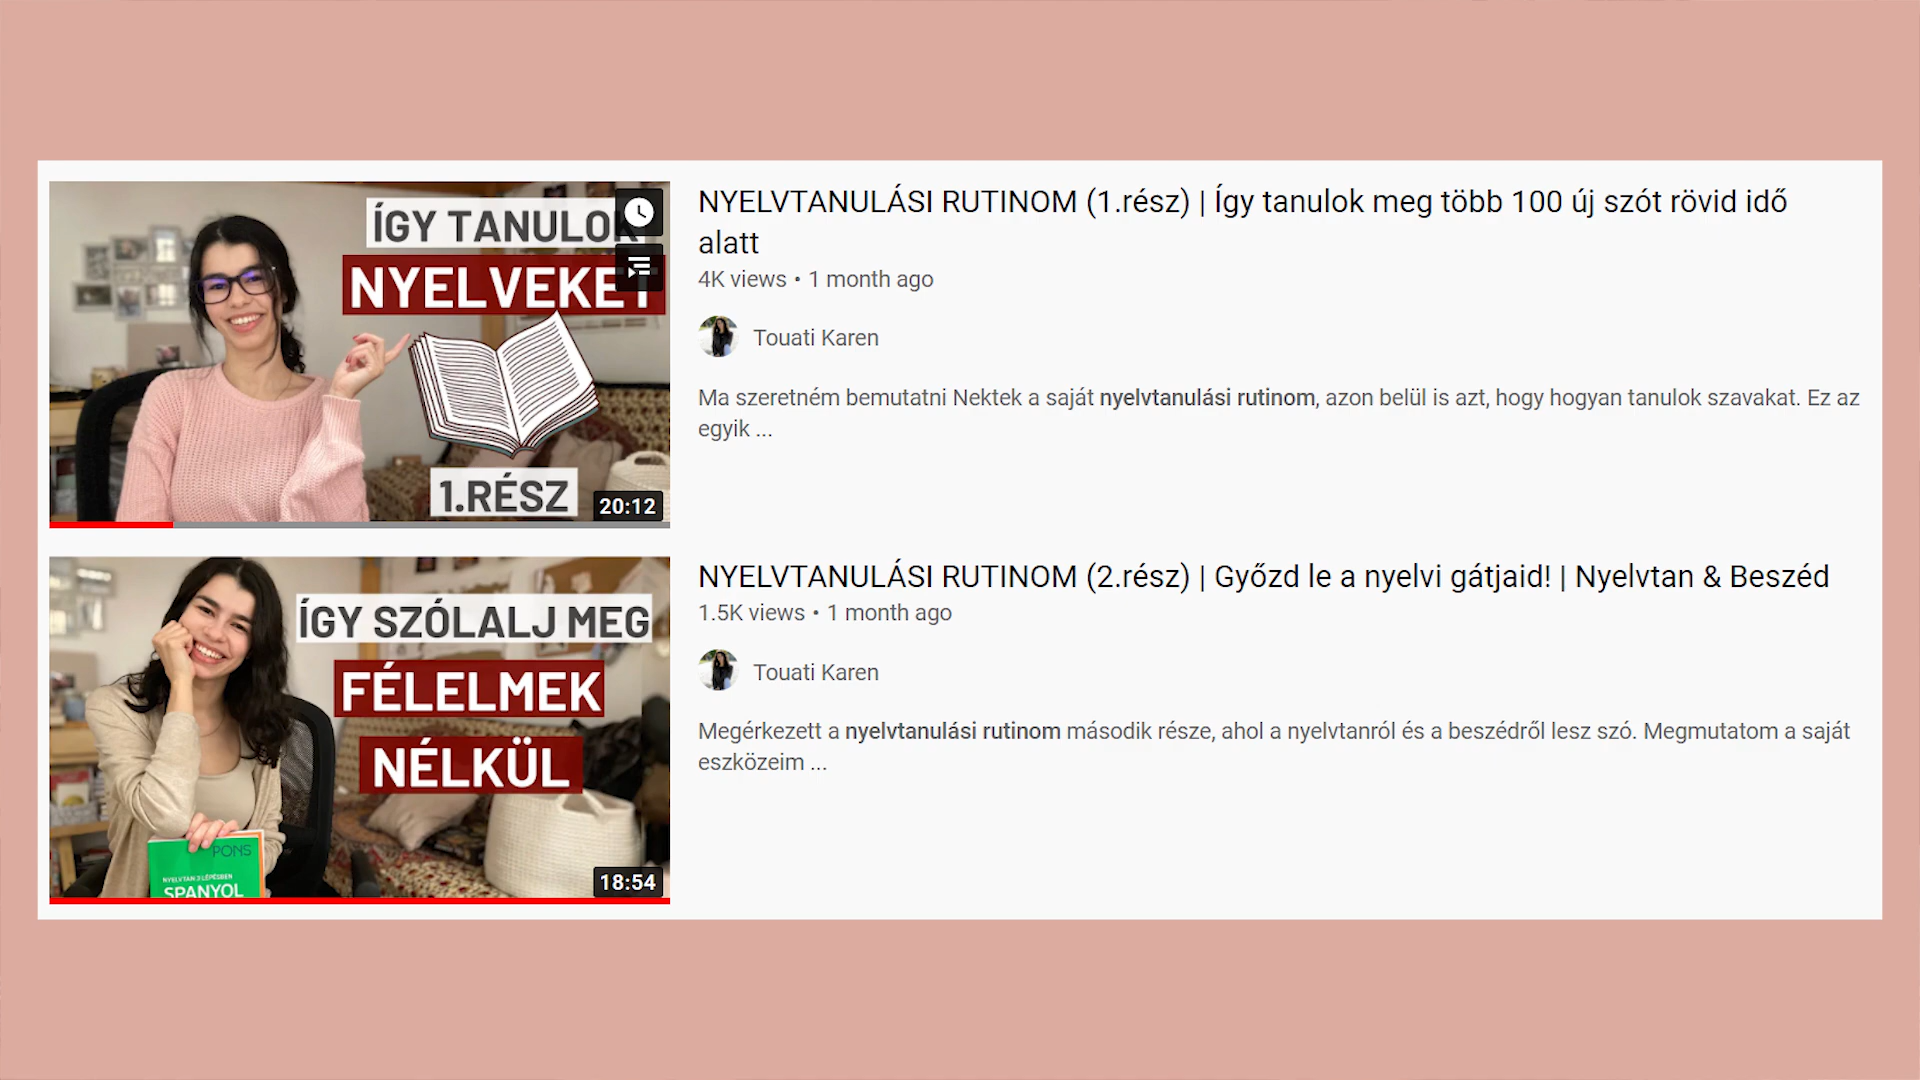 ÍGY TANULOK
NYELVEKET
1.RÉSZ
20:12
NYELVTANULÁSI RUTINOM (1.rész) | Így tanulok meg több 100 új szót rövid idő
alatt
4K views • 1 month ago
Touati Karen
Ma szeretném bemutatni Nektek a saját nyelvtanulási rutinom, azon belül is azt, hogy hogyan tanulok szavakat. Ez az
egyik ...
ÍGY SZÓLALJ MEG
FÉLELMEK
NÉLKÜL
PONS
NYELVTAN 3 LÉPÉSBEN
SPANYOL
18:54
NYELVTANULÁSI RUTINOM (2.rész) | Győzd le a nyelvi gátjaid! | Nyelvtan & Beszéd
1.5K views • 1 month ago
Touati Karen
Megérkezett a nyelvtanulási rutinom második része, ahol a nyelvtanról és a beszédről lesz szó. Megmutatom a saját
eszközeim ...